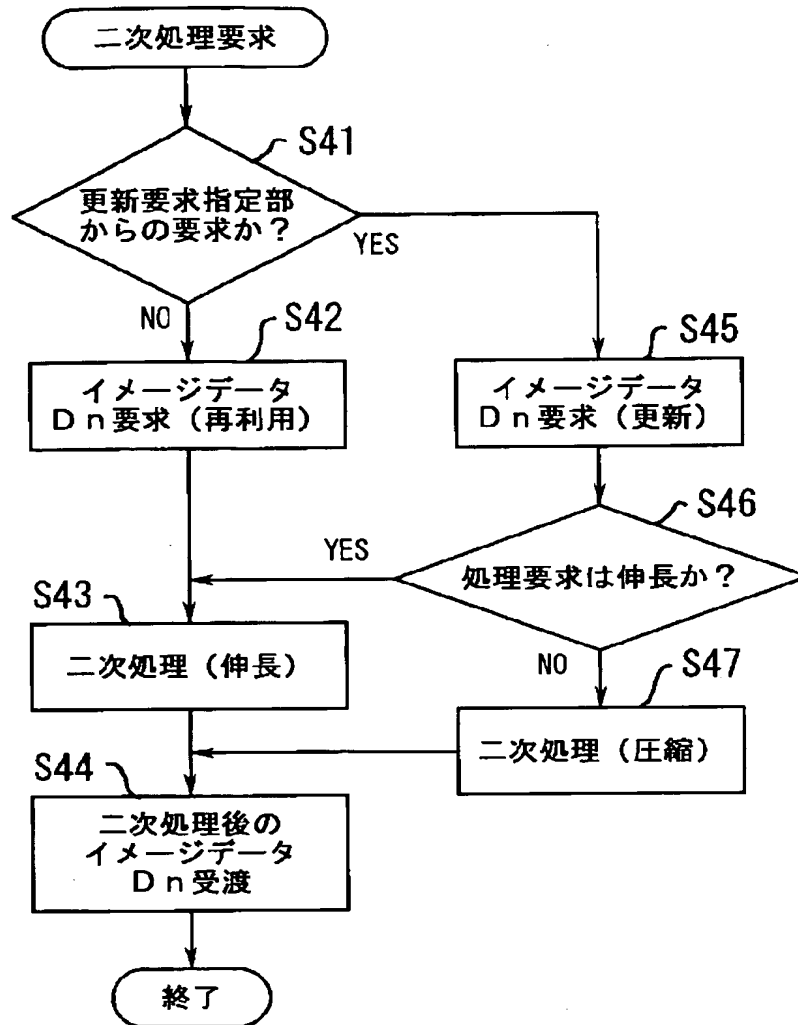 二次処理要求
S41
更新要求指定部
からの要求か？
YES
NO
S42
イメージデータ
Ｄｎ要求（再利用）
S45
イメージデータ
Ｄｎ要求（更新）
S46
処理要求は伸長か？
YES
NO
S43
二次処理（伸長）
S47
二次処理（圧縮）
S44
二次処理後の
イメージデータ
Ｄｎ受渡
終了